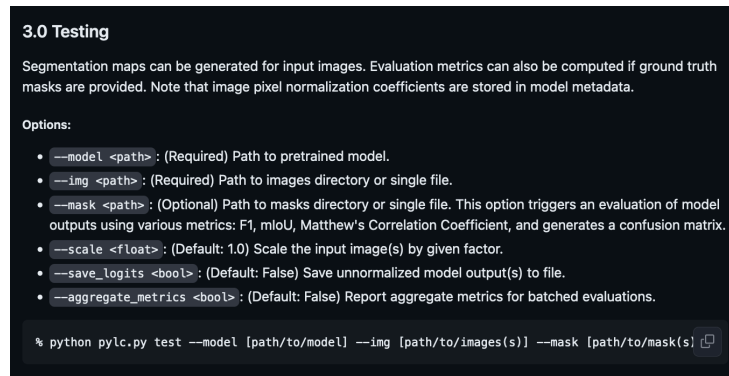 3.0 Testing
Segmentation maps can be generated for input images. Evaluation metrics can also be computed if ground truth
masks are provided. Note that image pixel normalization coefficients are stored in model metadata.
Options:
• --model <path> : (Required) Path to pretrained model.
• --img <path> : (Required) Path to images directory or single file.
• --mask <path> : (Optional) Path to masks directory or single file. This option triggers an evaluation of model
outputs using various metrics: F1, mIoU, Matthew's Correlation Coefficient, and generates a confusion matrix.
• --scale <float> : (Default: 1.0) Scale the input image(s) by given factor.
• --save_logits <bool> : (Default: False) Save unnormalized model output(s) to file.
• --aggregate_metrics <bool> : (Default: False) Report aggregate metrics for batched evaluations.
% python pylc.py test --model [path/to/model] --img [path/to/images(s)] --mask [path/to/mask(s)